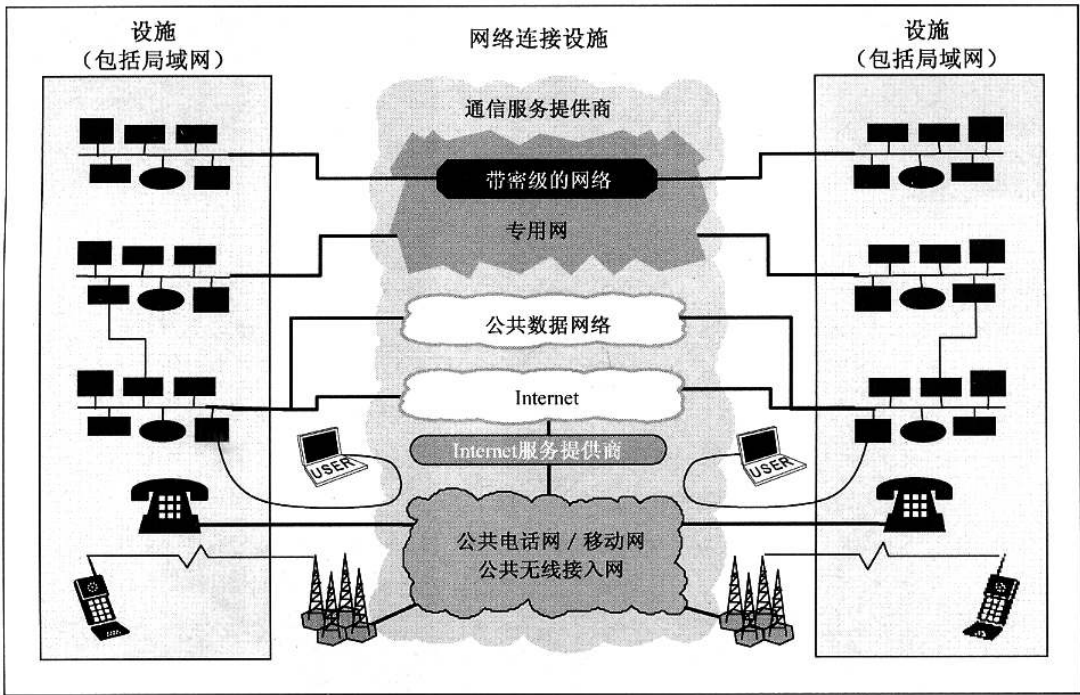 设施
(包括局域网)
网络连接设施
设施
(包括局域网)
通信服务提供商
带密级的网络
专用网
公共数据网络
Internet
Internet服务提供商
USER
USER
公共电话网 / 移动网
公共无线接入网